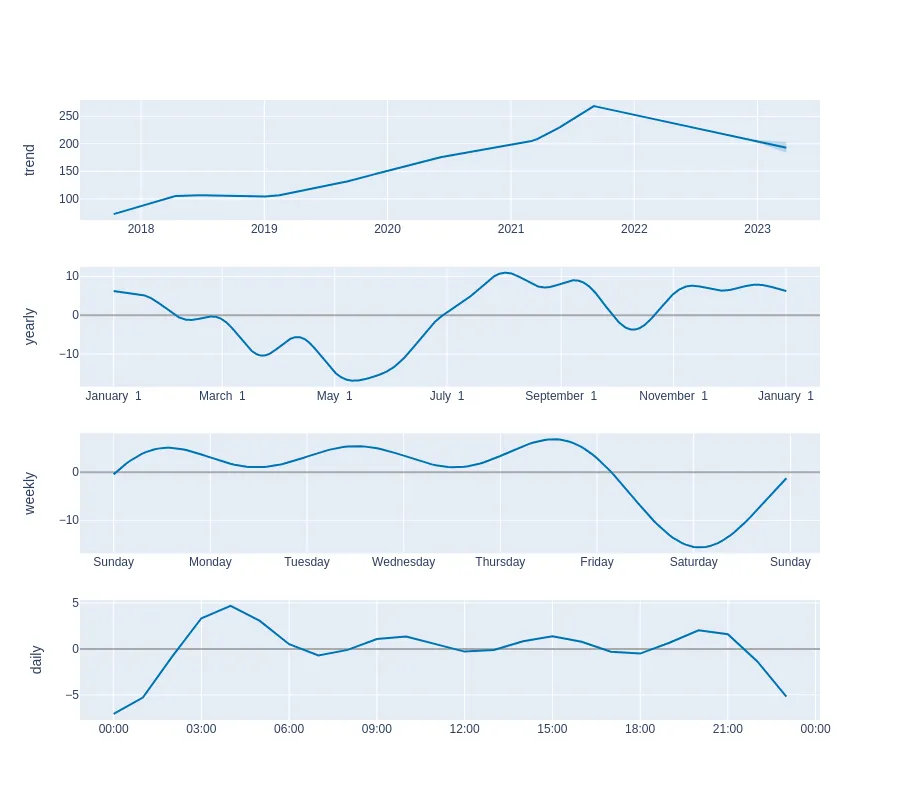 trend
250
200
150
100
2018 2019 2020 2021 2022 2023
yearly
10
0
−10
January 1 March 1 May 1 July 1 September 1 November 1 January 1
weekly
0
−10
Sunday Monday Tuesday Wednesday Thursday Friday Saturday Sunday
daily
5
0
−5
00:00 03:00 06:00 09:00 12:00 15:00 18:00 21:00 00:00